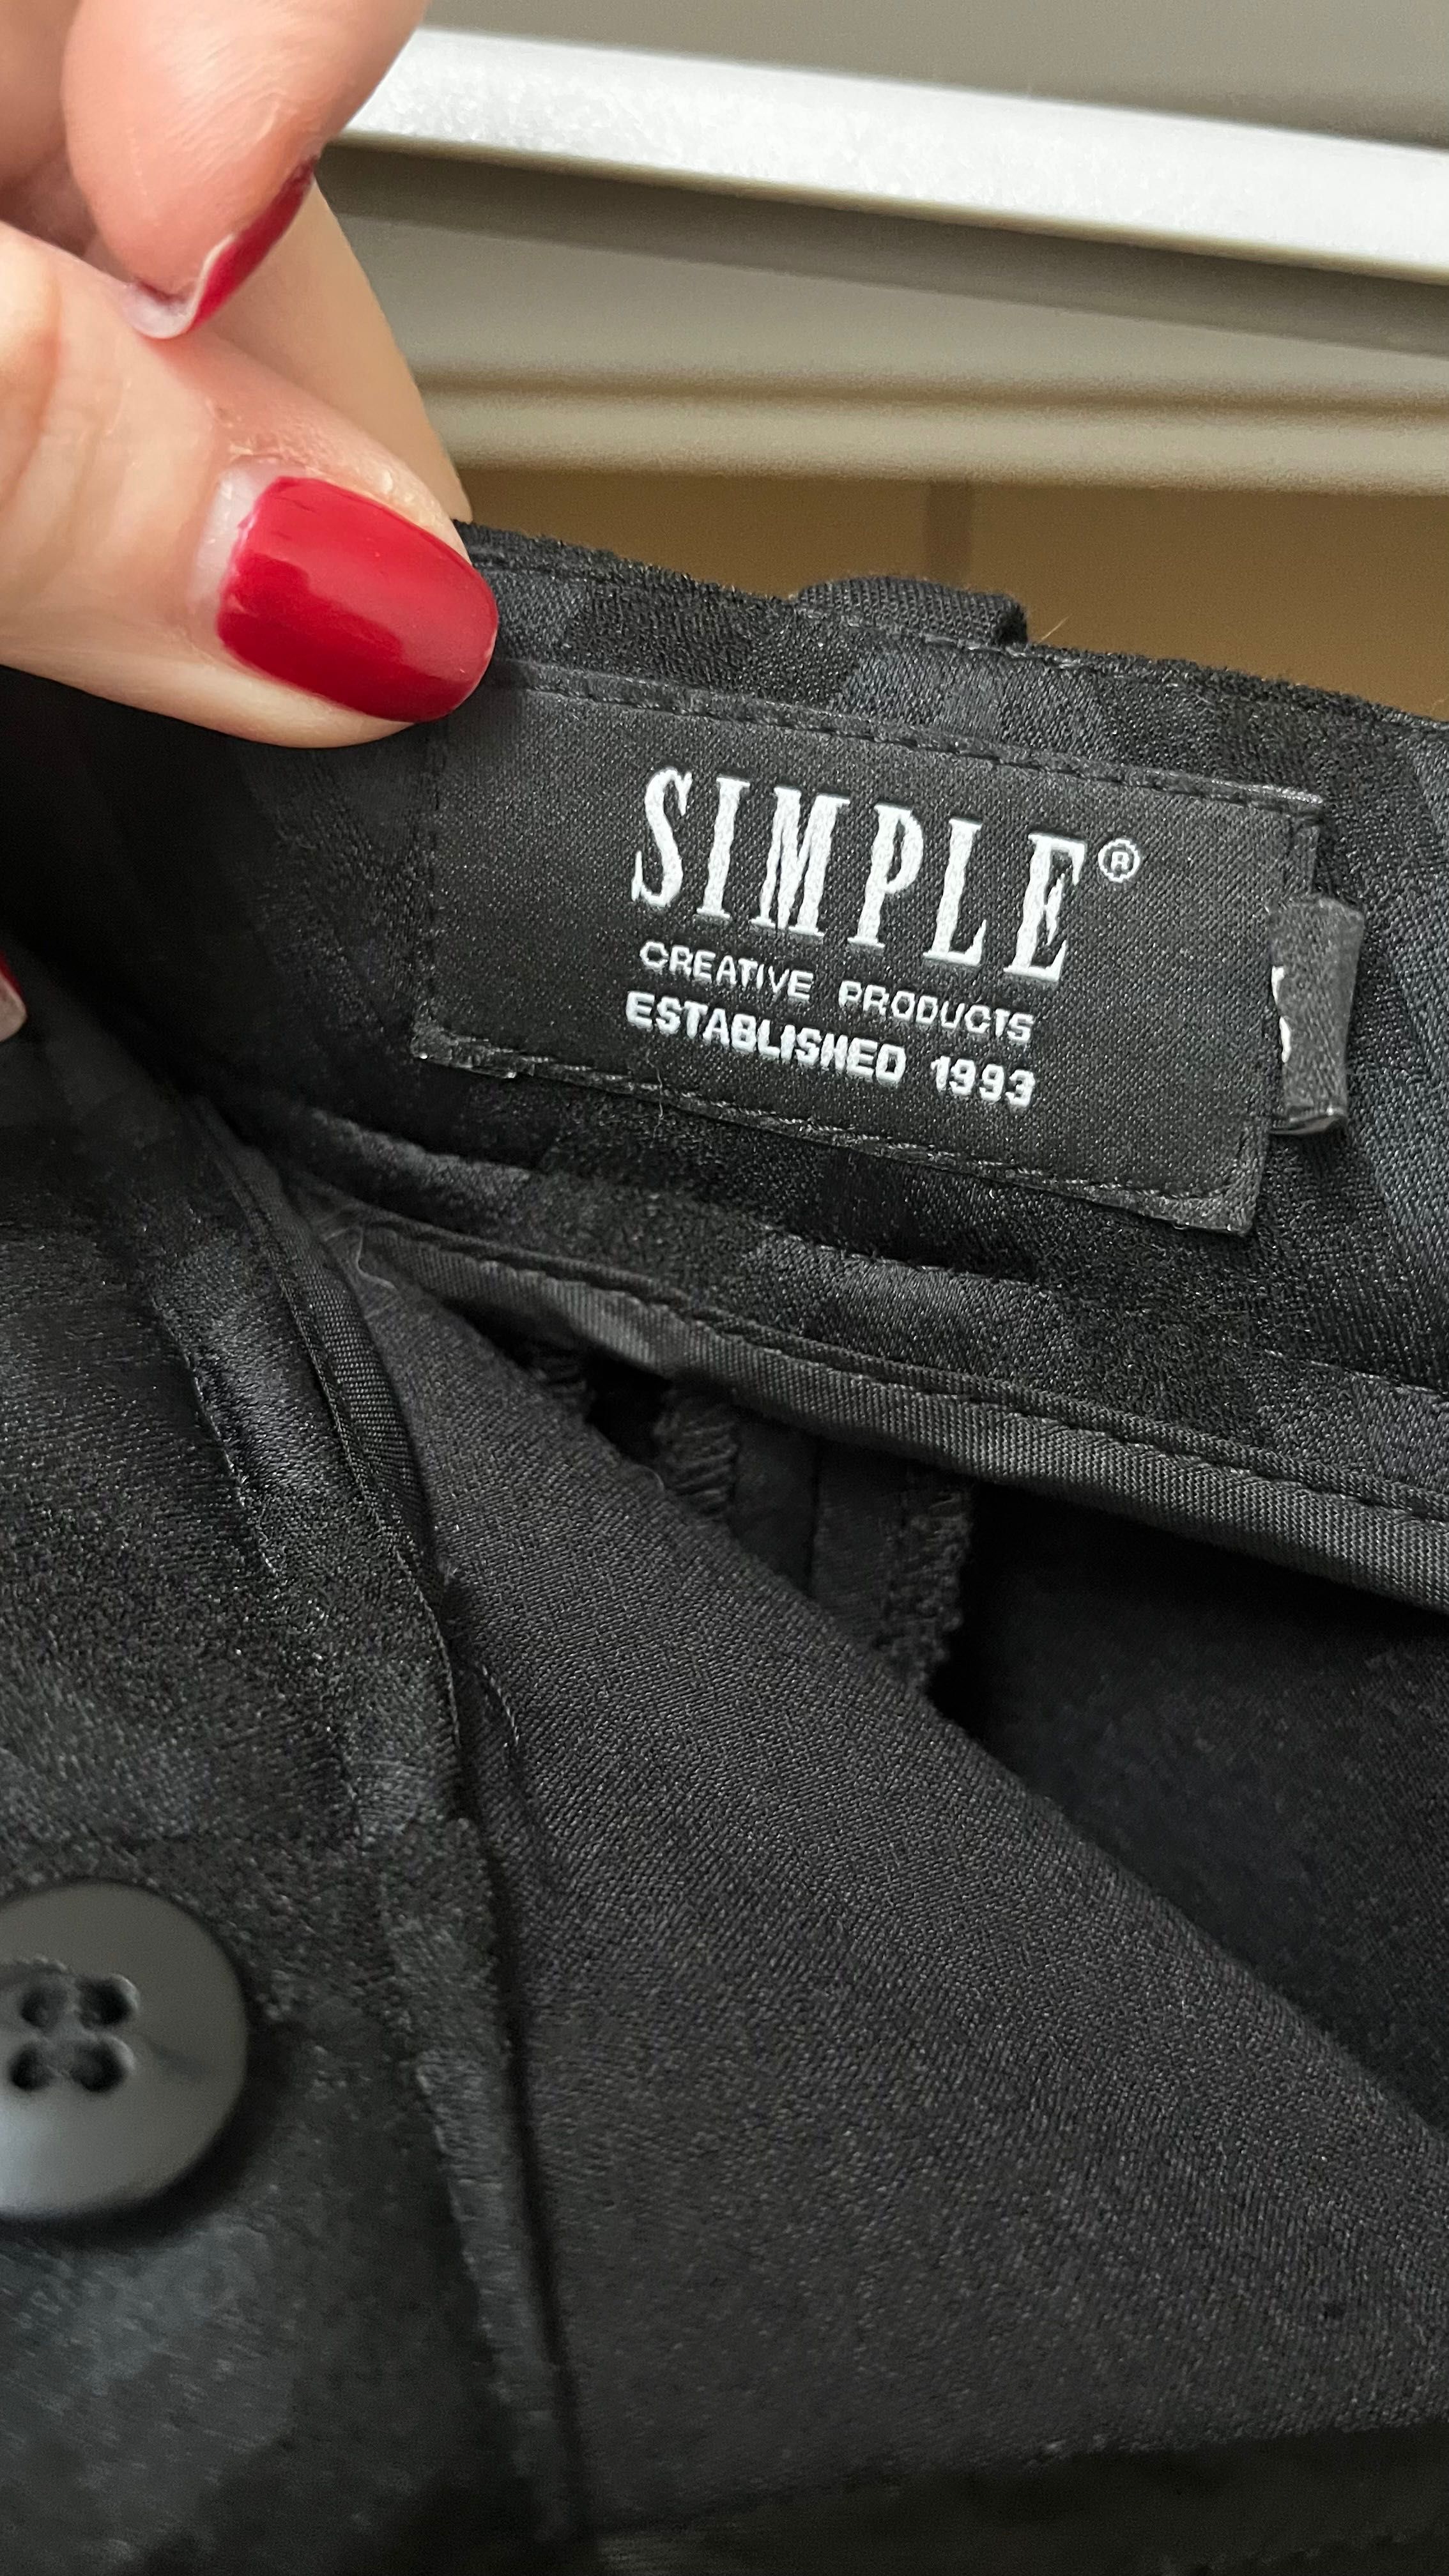 SIMPLE®
CREATIVE PRODUCTS
ESTABLISHED 1993